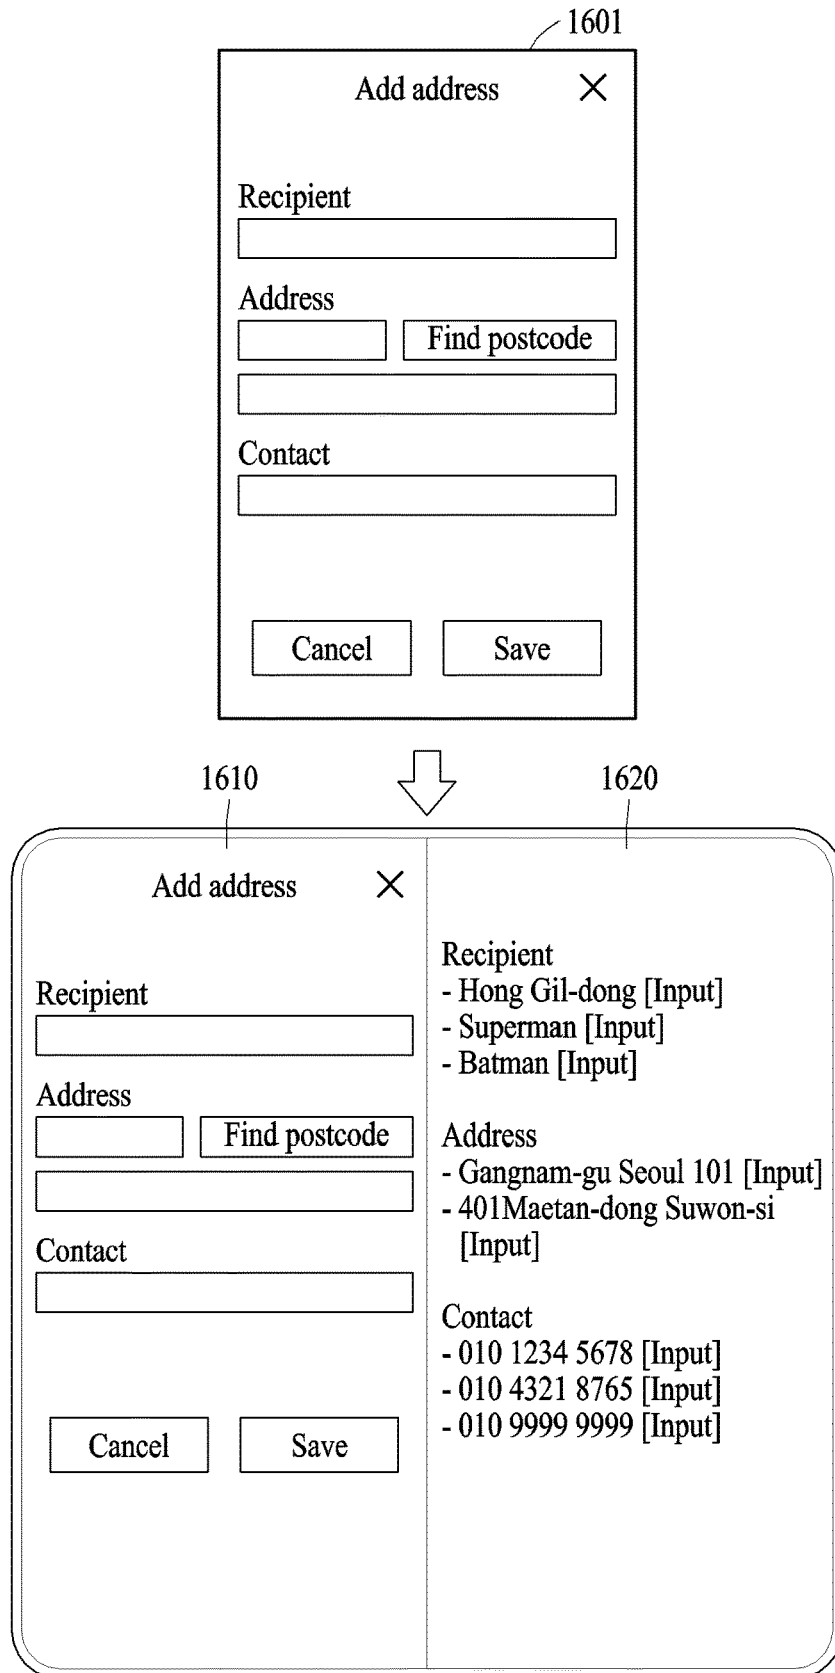 1601
Add address
Recipient
Address
Find postcode
Contact
Cancel Save
1610 1620
Add address
Recipient
Address
Find postcode
Contact
Cancel Save
Recipient
- Hong Gil-dong [Input]
- Superman [Input]
- Batman [Input]
Address
- Gangnam-gu Seoul 101 [Input]
- 401Maetan-dong Suwon-si
[Input]
Contact
- 010 1234 5678 [Input]
- 010 4321 8765 [Input]
- 010 9999 9999 [Input]